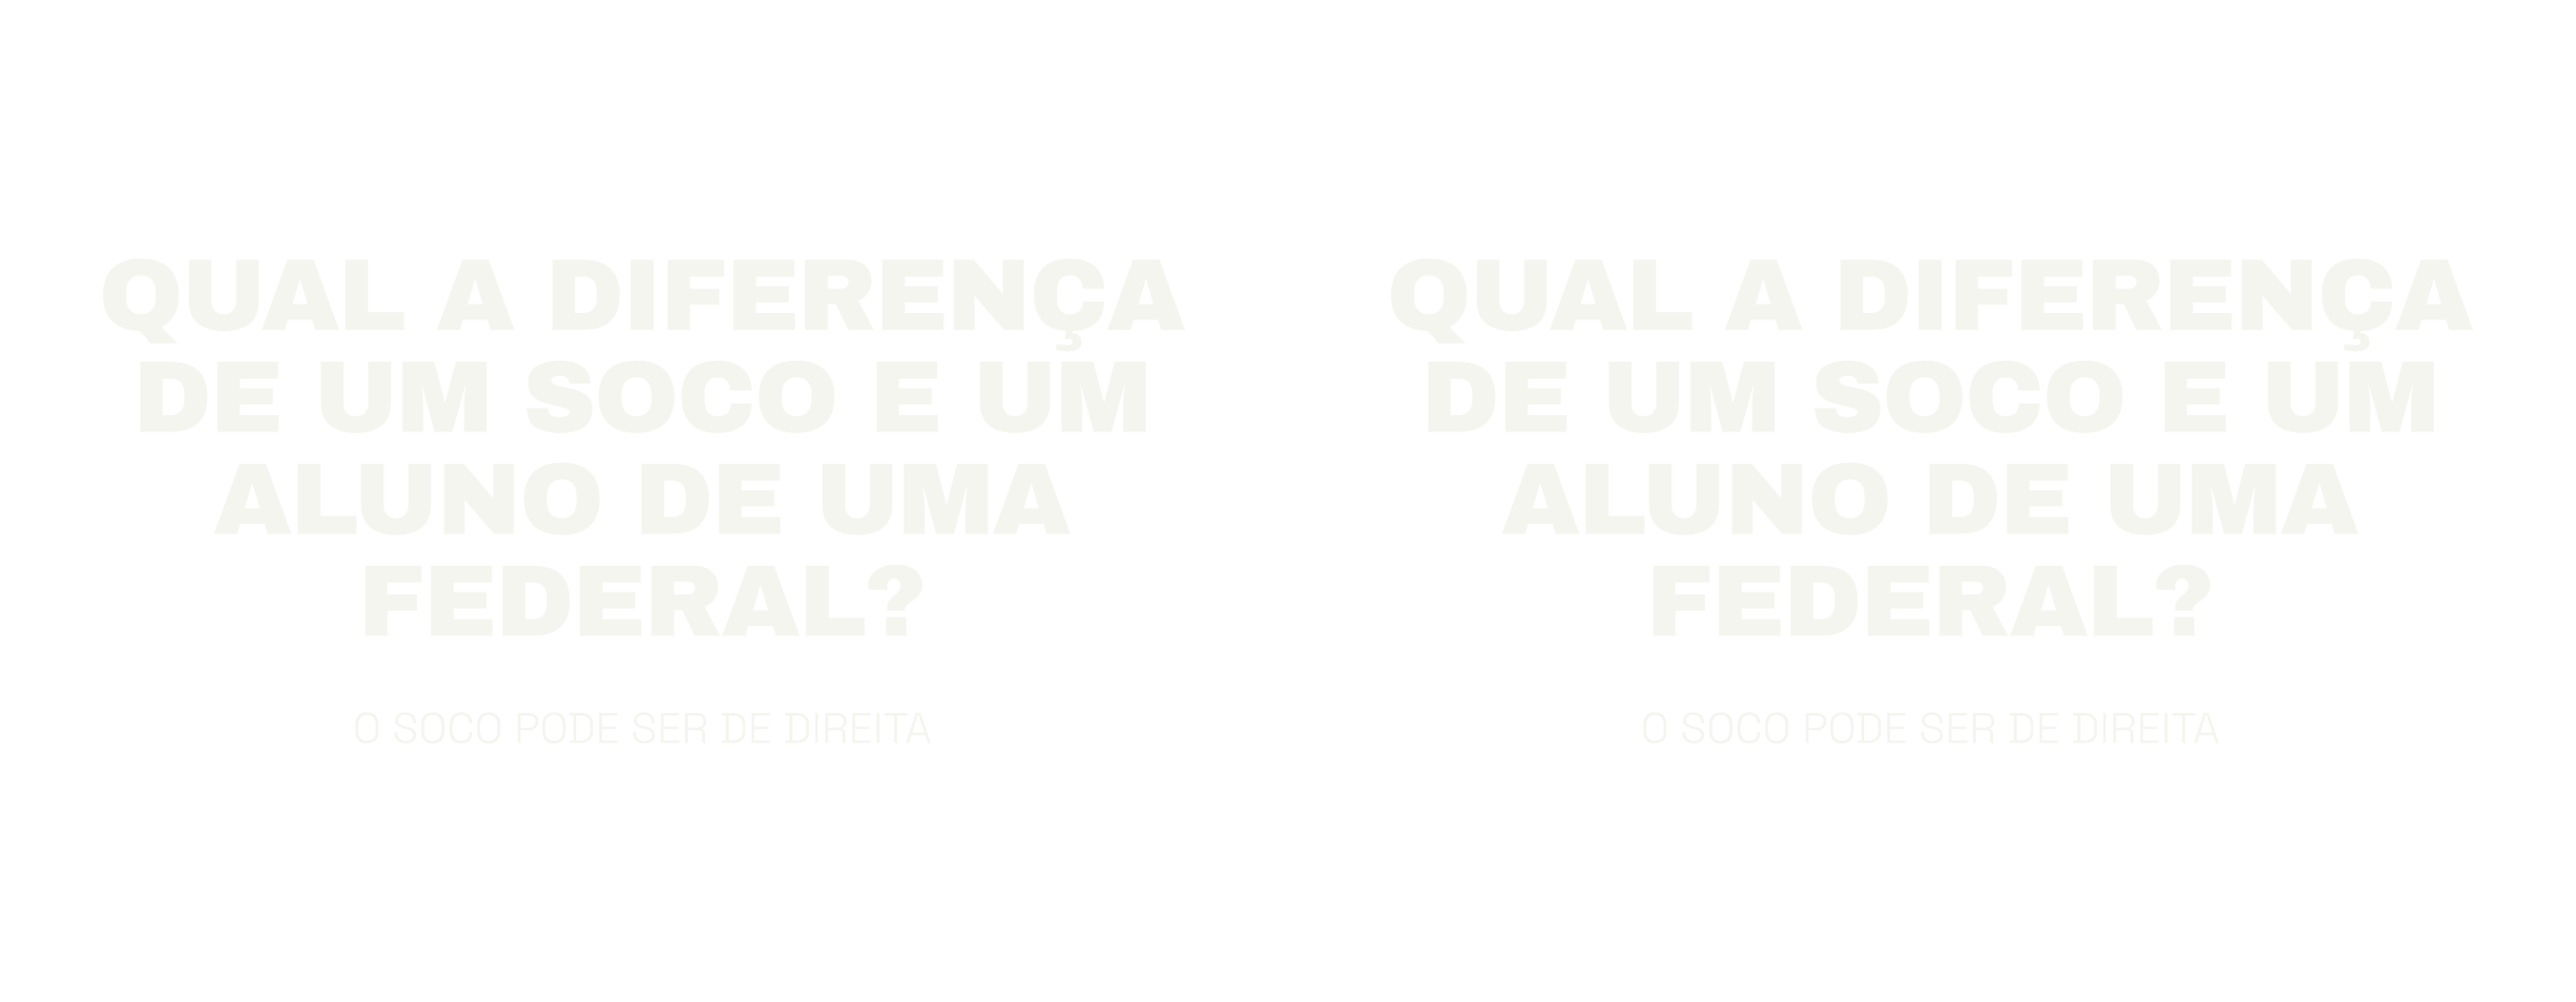 QUAL A DIFERENÇA
DE UM SOCO E UM
ALUNO DE UMA
FEDERAL?
O SOCO PODE SER DE DIREITA
QUAL A DIFERENÇA
DE UM SOCO E UM
ALUNO DE UMA
FEDERAL?
O SOCO PODE SER DE DIREITA